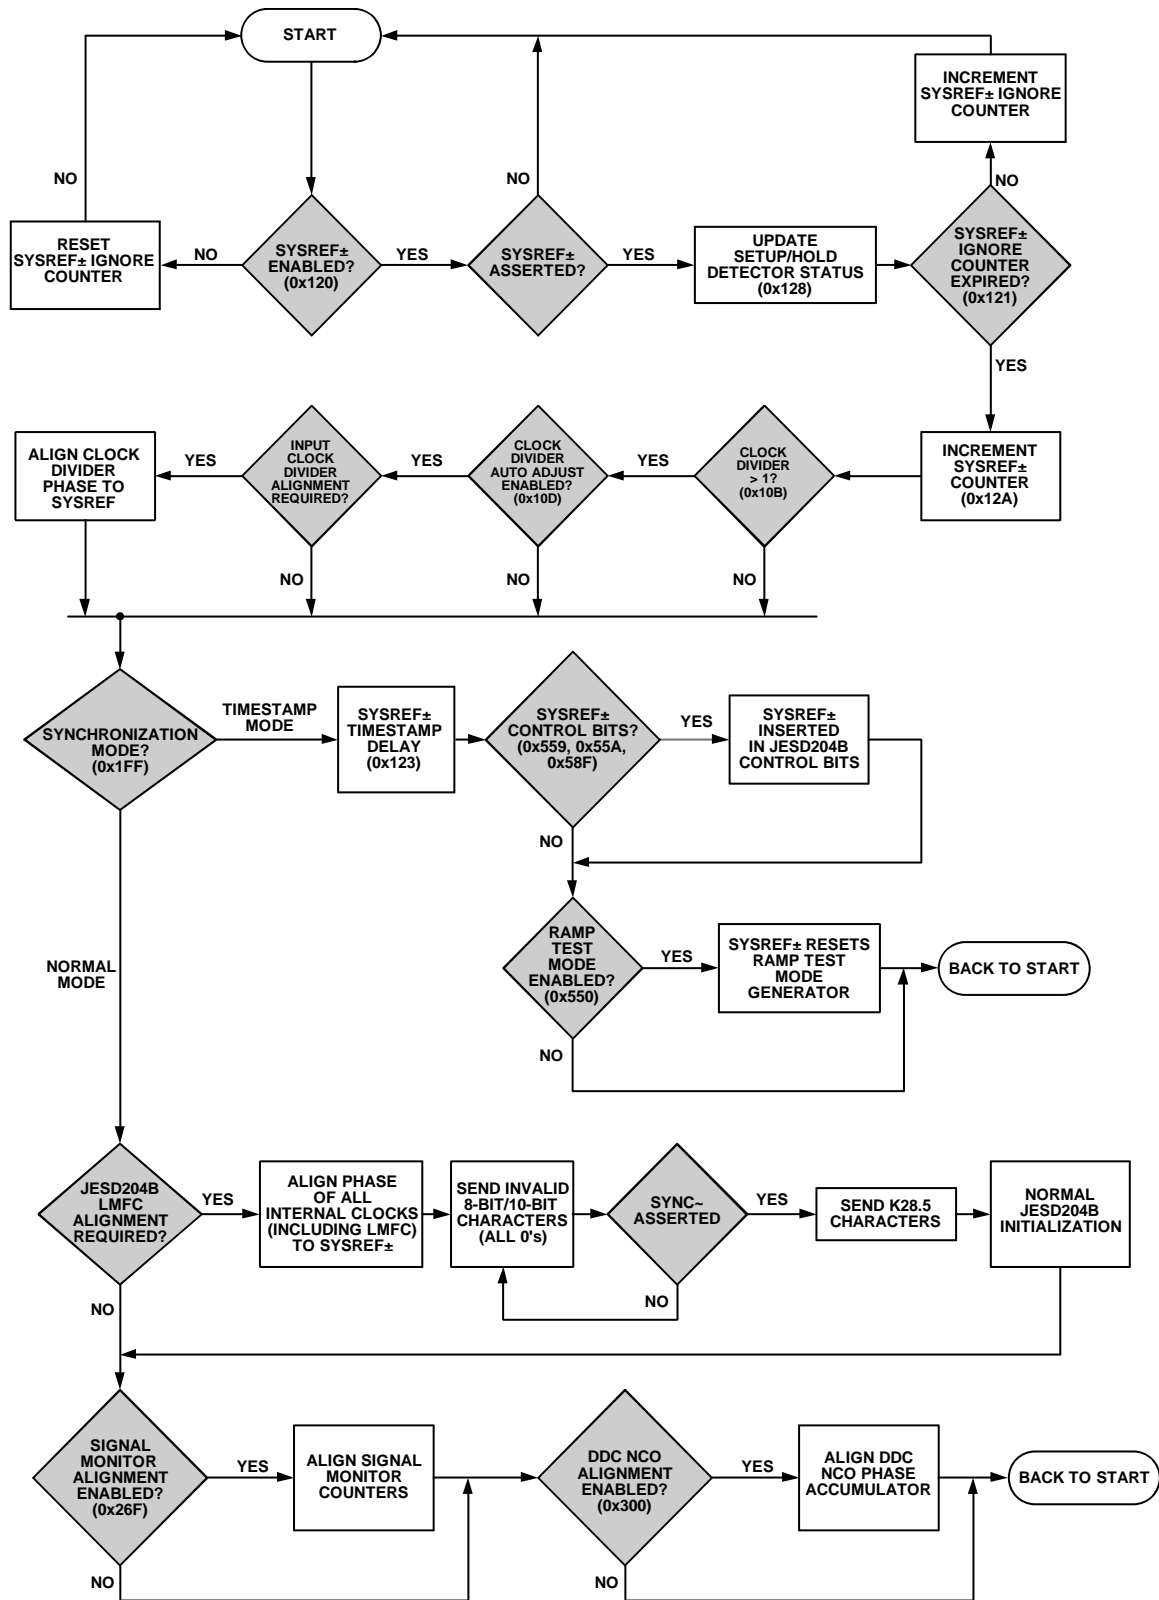 START
INCREMENT
SYSREF± IGNORE
COUNTER
NO
NO
NO
RESET
SYSREF± IGNORE
COUNTER
NO
SYSREF±
ENABLED?
(0x120)
YES
SYSREF±
ASSERTED?
YES
UPDATE
SETUP/HOLD
DETECTOR STATUS
(0x128)
SYSREF±
IGNORE
COUNTER
EXPIRED?
(0x121)
YES
ALIGN CLOCK
DIVIDER
PHASE TO
SYSREF
YES
INPUT
CLOCK
DIVIDER
ALIGNMENT
REQUIRED?
YES
CLOCK
DIVIDER
AUTO ADJUST
ENABLED?
(0x10D)
YES
CLOCK
DIVIDER
> 1?
(0x10B)
INCREMENT
SYSREF±
COUNTER
(0x12A)
NO
NO
NO
SYNCHRONIZATION
MODE?
(0x1FF)
TIMESTAMP
MODE
SYSREF±
TIMESTAMP
DELAY
(0x123)
SYSREF±
CONTROL BITS?
(0x559, 0x55A,
0x58F)
YES
SYSREF±
INSERTED
IN JESD204B
CONTROL BITS
NO
NORMAL
MODE
RAMP
TEST
MODE
ENABLED?
(0x550)
YES
SYSREF± RESETS
RAMP TEST
MODE
GENERATOR
BACK TO START
NO
JESD204B
LMFC
ALIGNMENT
REQUIRED?
YES
ALIGN PHASE
OF ALL
INTERNAL CLOCKS
(INCLUDING LMFC)
TO SYSREF±
SEND INVALID
8-BIT/10-BIT
CHARACTERS
(ALL 0's)
SYNC~
ASSERTED
YES
SEND K28.5
CHARACTERS
NORMAL
JESD204B
INITIALIZATION
NO
NO
SIGNAL
MONITOR
ALIGNMENT
ENABLED?
(0x26F)
YES
ALIGN SIGNAL
MONITOR
COUNTERS
DDC NCO
ALIGNMENT
ENABLED?
(0x300)
YES
ALIGN DDC
NCO PHASE
ACCUMULATOR
BACK TO START
NO
NO